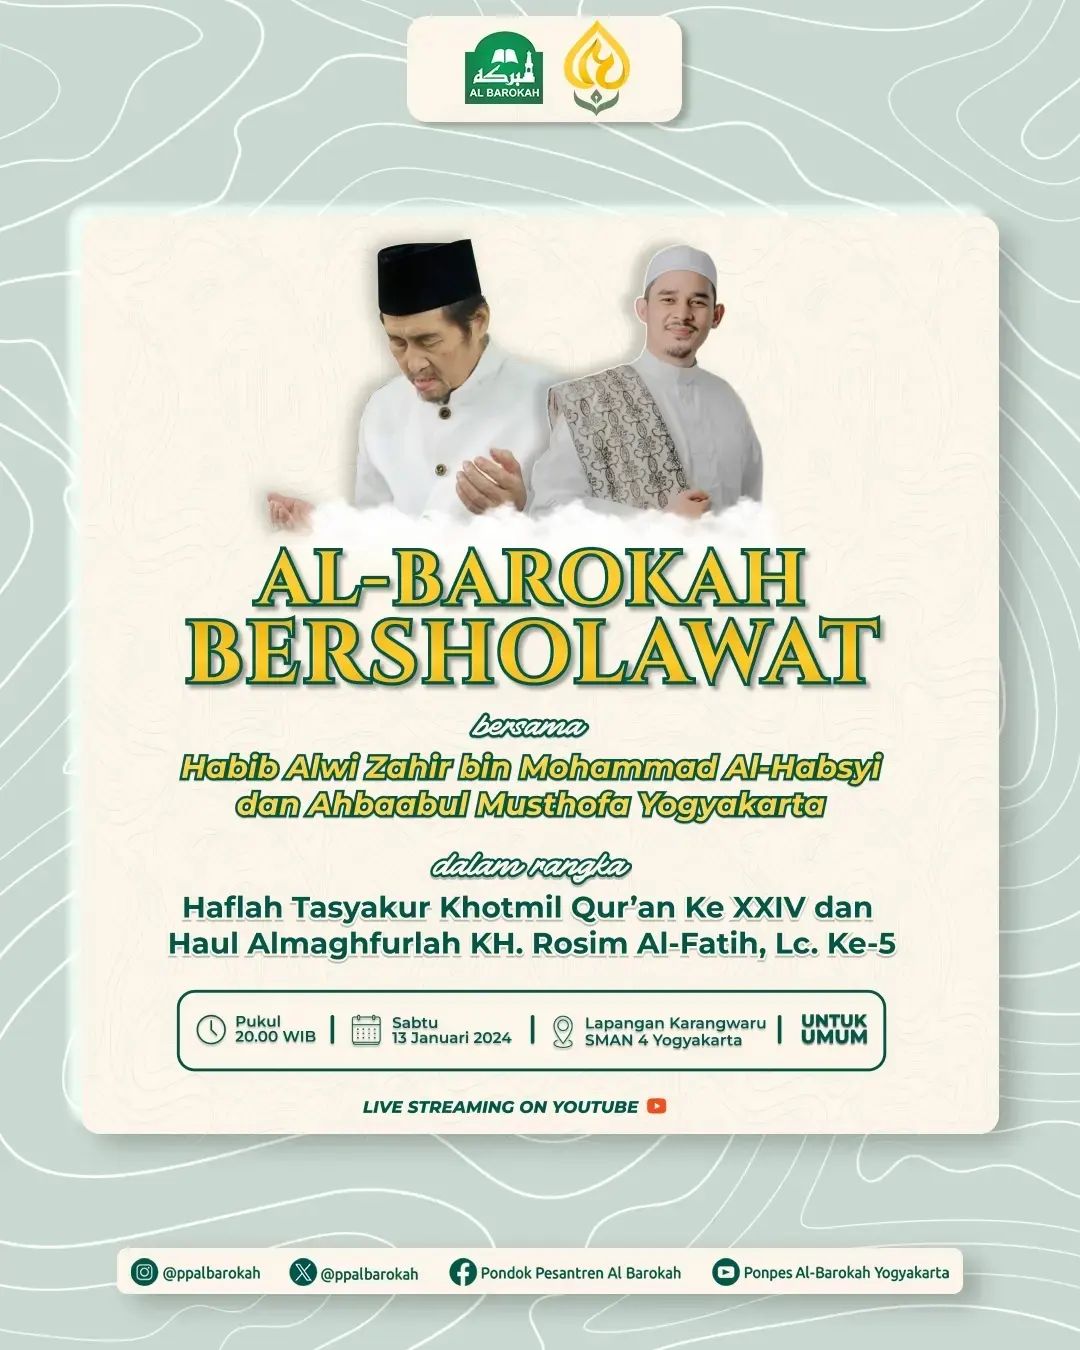 البركة
AL BAROKAH
AL-BAROKAH
BERSHOLAWAT
bersama
Habib Alwi Zahir bin Mohammad Al-Habsyi
dan Ahbaabul Musthofa Yogyakarta
dalam rangka
Haflah Tasyakur Khotmil Qur’an Ke XXIV dan
Haul Almaghfurlah KH. Rosim Al-Fatih, Lc. Ke-5
Pukul
20.00 WIB
Sabtu
13 Januari 2024
Lapangan Karangwaru
SMAN 4 Yogyakarta
UNTUK
UMUM
LIVE STREAMING ON YOUTUBE
@ppalbarokah
@ppalbarokah
Pondok Pesantren Al Barokah
Ponpes Al-Barokah Yogyakarta